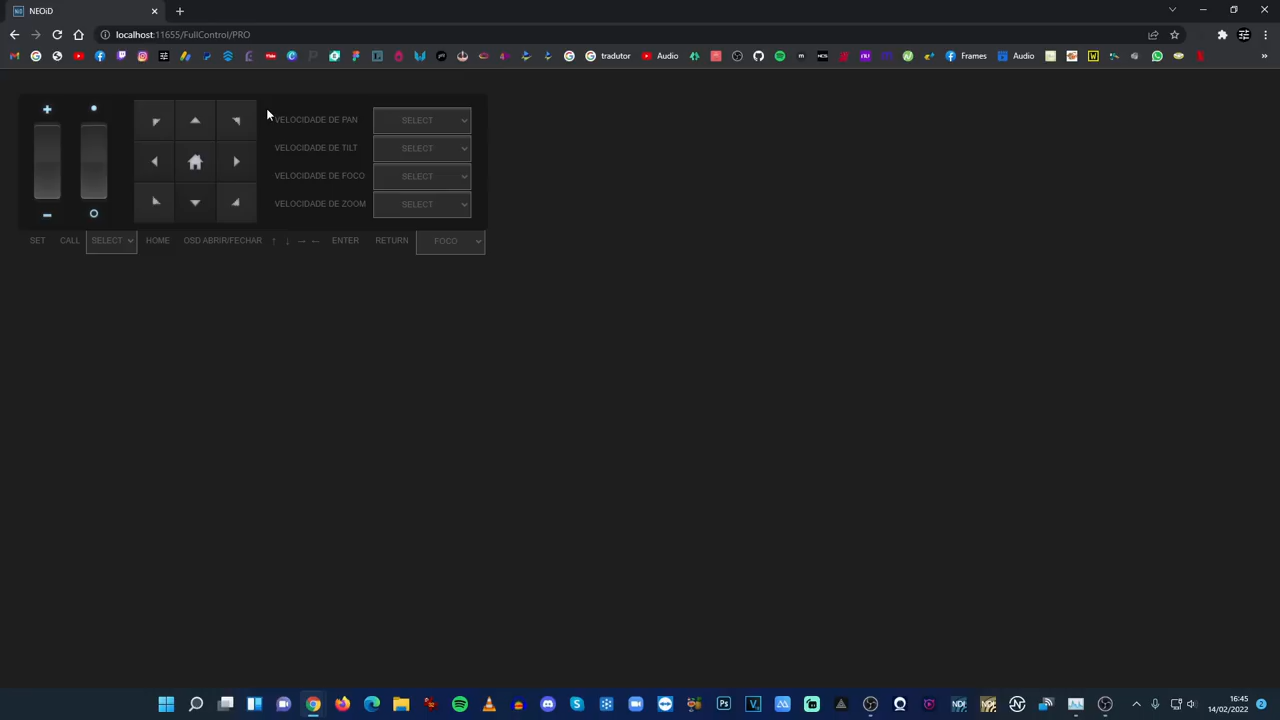 NEOiD
localhost:11655/FullControl/PRO
tradutor
Audio
Frames
Audio
VELOCIDADE DE PAN SELECT
VELOCIDADE DE TILT SELECT
VELOCIDADE DE FOCO SELECT
VELOCIDADE DE ZOOM SELECT
SET CALL SELECT HOME OSD ABRIR/FECHAR ↑ ↓ → ← ENTER RETURN FOCO
16:45
14/02/2022